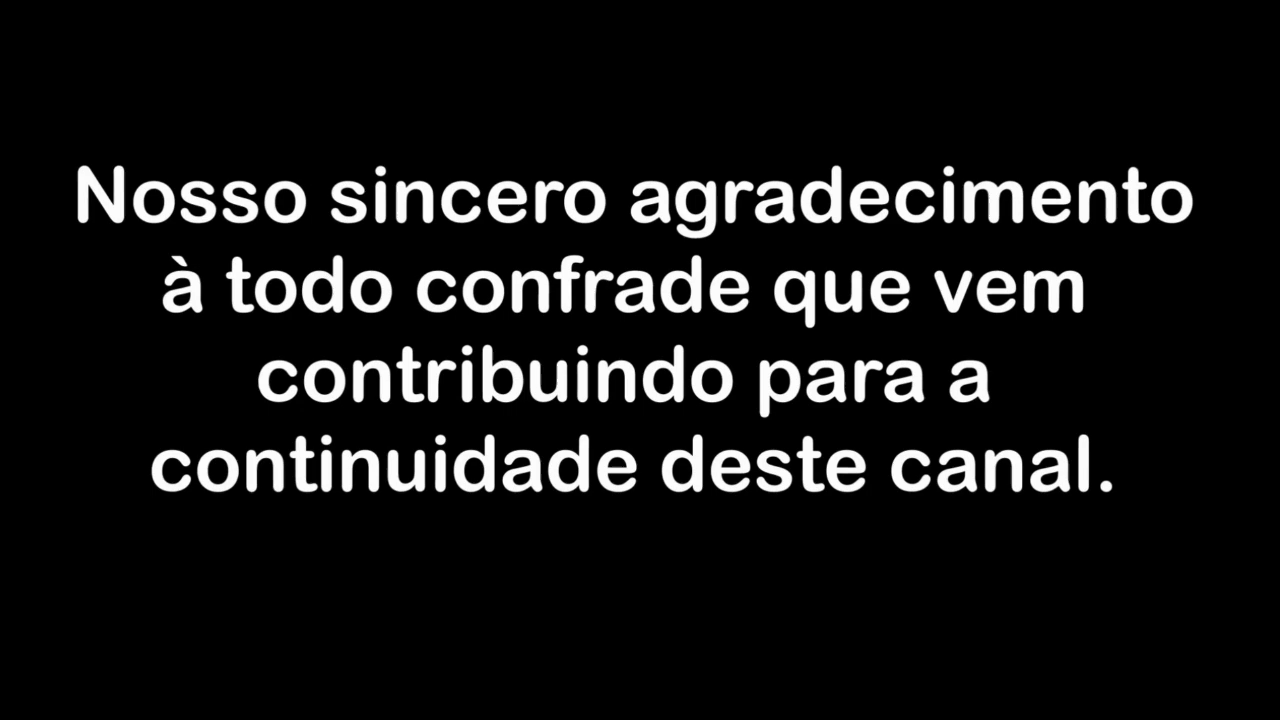 Nosso sincero agradecimento
à todo confrade que vem
contribuindo para a
continuidade deste canal.